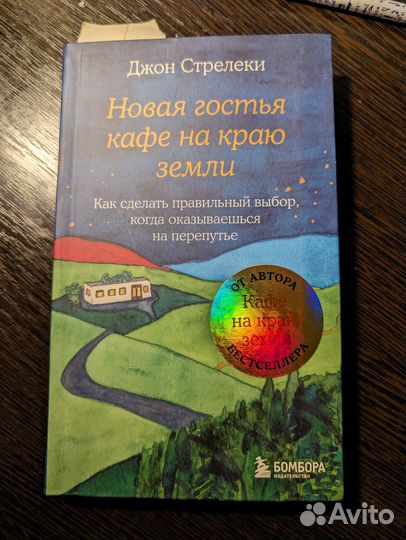 Джон Стрелеки
Новая гостья
кафе на краю
земли
Как сделать правильный выбор,
когда оказываешься
на перепутье
ОТ АВТОРА
Кафе
на краю
земли
БЕСТСЕЛЛЕРА
БОМБОРА
ИЗДАТЕЛЬСТВО
Avito